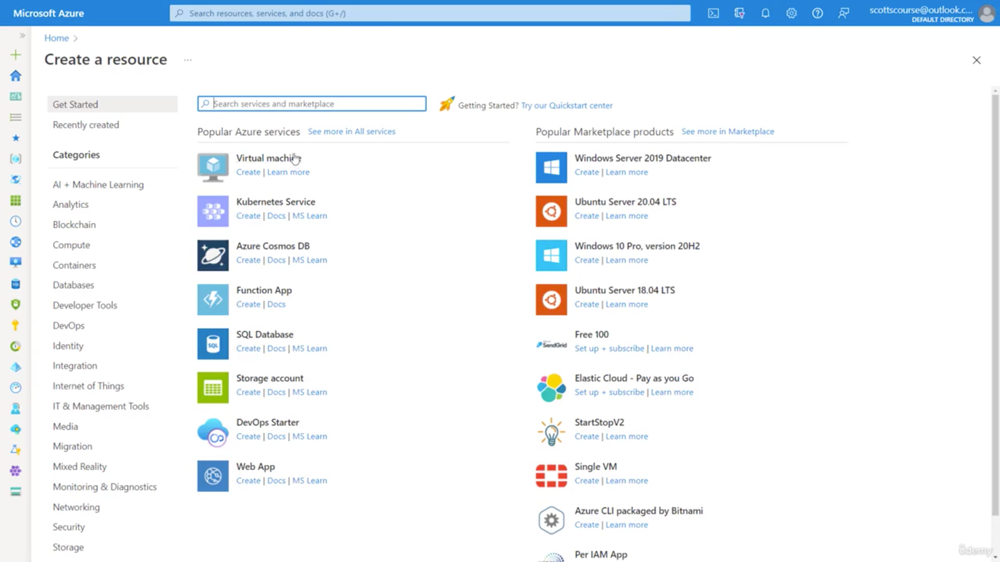 Microsoft Azure
Search resources, services, and docs (G+/)
scottscourse@outlook.c...
DEFAULT DIRECTORY
Home
Create a resource
...
Get Started
Recently created
Categories
AI + Machine Learning
Analytics
Blockchain
Compute
Containers
Databases
Developer Tools
DevOps
Identity
Integration
Internet of Things
IT & Management Tools
Media
Migration
Mixed Reality
Monitoring & Diagnostics
Networking
Security
Storage
Search services and marketplace
Getting Started? Try our Quickstart center
Popular Azure services See more in All services
Virtual machine
Create | Learn more
Kubernetes Service
Create | Docs | MS Learn
Azure Cosmos DB
Create | Docs | MS Learn
Function App
Create | Docs
SQL
SQL Database
Create | Docs | MS Learn
Storage account
Create | Docs | MS Learn
DevOps Starter
Create | Docs | MS Learn
Web App
Create | Docs | MS Learn
Popular Marketplace products See more in Marketplace
Windows Server 2019 Datacenter
Create | Learn more
Ubuntu Server 20.04 LTS
Create | Learn more
Windows 10 Pro, version 20H2
Create | Learn more
Ubuntu Server 18.04 LTS
Create | Learn more
SendGrid
Free 100
Set up + subscribe | Learn more
Elastic Cloud - Pay as you Go
Set up + subscribe | Learn more
StartStopV2
Create | Learn more
Single VM
Create | Learn more
Azure CLI packaged by Bitnami
Create | Learn more
Per IAM App
ûdemy